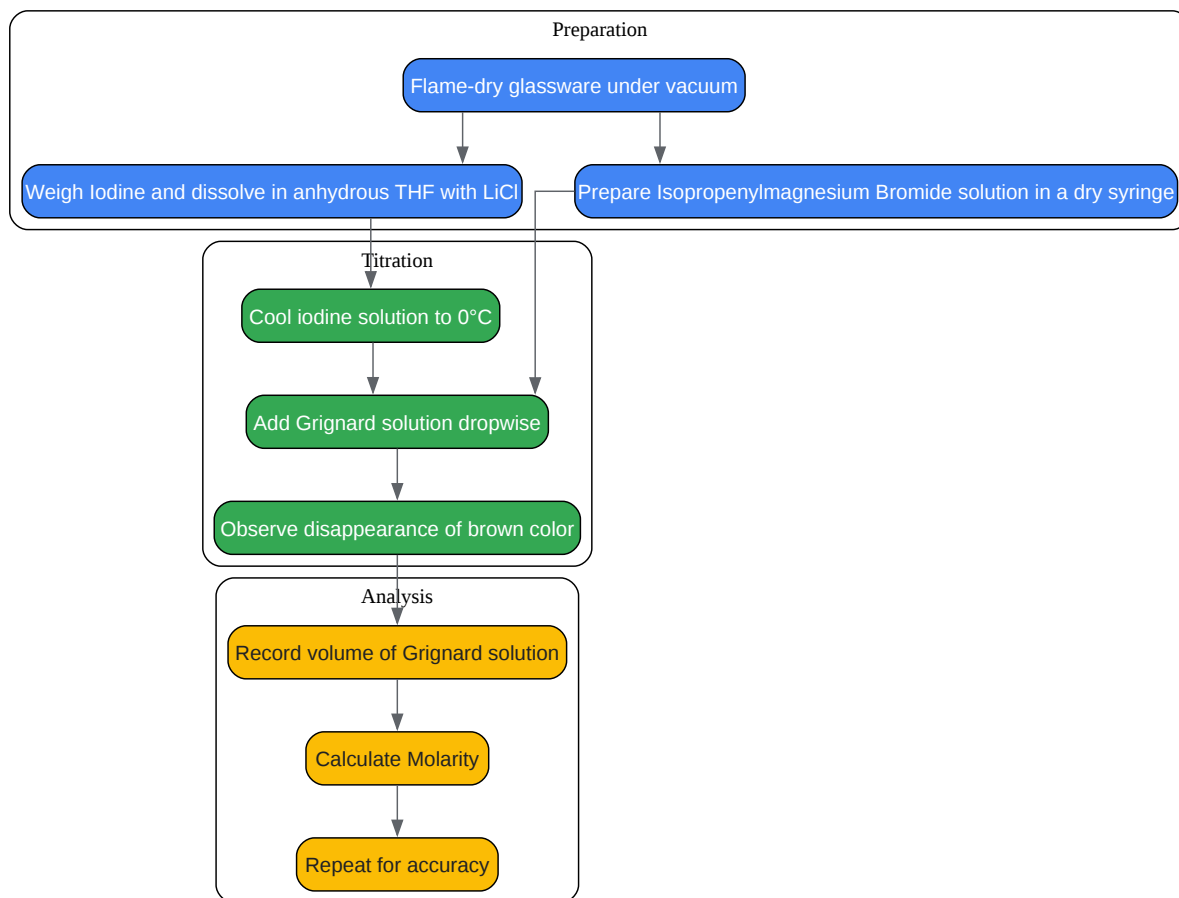 Preparation
Flame-dry glassware under vacuum
Weigh Iodine and dissolve in anhydrous THF with LiCl
Prepare Isopropenylmagnesium Bromide solution in a dry syringe
Titration
Cool iodine solution to 0°C
Add Grignard solution dropwise
Observe disappearance of brown color
Analysis
Record volume of Grignard solution
Calculate Molarity
Repeat for accuracy